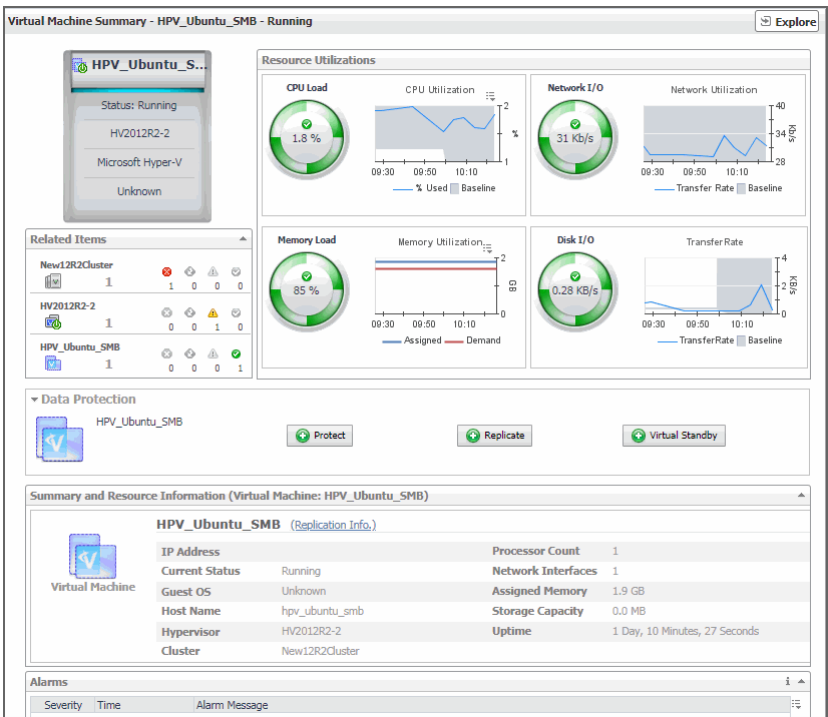 Virtual Machine Summary - HPV_Ubuntu_SMB - Running
Explore
HPV_Ubuntu_S...
Status: Running
HV2012R2-2
Microsoft Hyper-V
Unknown
Resource Utilizations
CPU Load
1.8 %
CPU Utilization
2
%
1
09:30 09:50 10:10
% Used Baseline
Network I/O
31 Kb/s
Network Utilization
40
34
28
Kb/s
09:30 09:50 10:10
Transfer Rate Baseline
Memory Load
85 %
Memory Utilization
2
GB
0
09:30 09:50 10:10
Assigned Demand
Disk I/O
0.28 KB/s
TransferRate
4
2
0
KB/s
09:30 09:50 10:10
TransferRate Baseline
Related Items
New12R2Cluster
1 1 0 0 0
HV2012R2-2
1 0 0 1 0
HPV_Ubuntu_SMB
1 0 0 0 1
Data Protection
HPV_Ubuntu_SMB
Protect
Replicate
Virtual Standby
Summary and Resource Information (Virtual Machine: HPV_Ubuntu_SMB)
Virtual Machine
HPV_Ubuntu_SMB (Replication Info.)
IP Address Processor Count 1
Current Status Running Network Interfaces 1
Guest OS Unknown Assigned Memory 1.9 GB
Host Name hpv_ubuntu_smb Storage Capacity 0.0 MB
Hypervisor HV2012R2-2 Uptime 1 Day, 10 Minutes, 27 Seconds
Cluster New12R2Cluster
Alarms
Severity Time Alarm Message